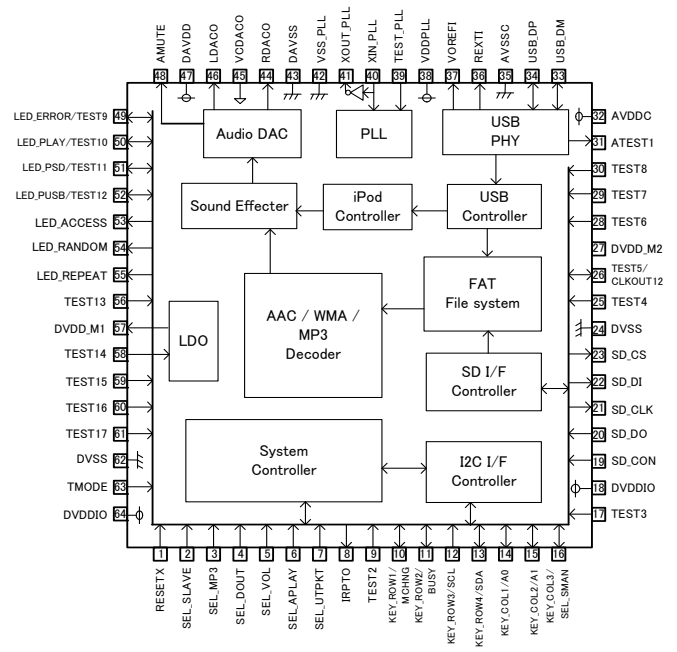 AMUTE
DAVDD
LDACO
VCDACO
RDACO
DAVSS
VSS_PLL
XOUT_PLL
XIN_PLL
TEST_PLL
VDDPLL
VOREFI
REXTI
AVSSC
USB_DP
USB_DM
48 47 46 45 44 43 42 41 40 39 38 37 36 35 34 33
LED_ERROR/TEST9 49
LED_PLAY/TEST10 50
LED_PSD/TEST11 51
LED_PUSB/TEST12 52
LED_ACCESS 53
LED_RANDOM 54
LED_REPEAT 55
TEST13 56
DVDD_M1 57
TEST14 58
TEST15 59
TEST16 60
TEST17 61
DVSS 62
TMODE 63
DVDDIO 64
Audio DAC
PLL
USB
PHY
Sound Effecter
iPod
Controller
USB
Controller
LDO
AAC / WMA /
MP3
Decoder
FAT
File system
SD I/F
Controller
System
Controller
I2C I/F
Controller
32 AVDDC
31 ATEST1
30 TEST8
29 TEST7
28 TEST6
27 DVDD_M2
26 TEST5/
CLKOUT12
25 TEST4
24 DVSS
23 SD_CS
22 SD_DI
21 SD_CLK
20 SD_DO
19 SD_CON
18 DVDDIO
17 TEST3
1 2 3 4 5 6 7 8 9 10 11 12 13 14 15 16
RESETX
SEL_SLAVE
SEL_MP3
SEL_DOUT
SEL_VOL
SEL_APLAY
SEL_UTPKT
IRPTO
TEST2
KEY_ROW1/
MCHNG
KEY_ROW2/
BUSY
KEY_ROW3/SCL
KEY_ROW4/SDA
KEY_COL1/A0
KEY_COL2/A1
KEY_COL3/
SEL_SMAN